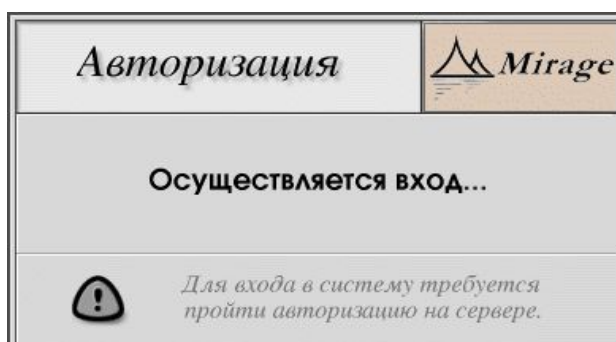 Авторизация
Mirage
Осуществляется вход...
Для входа в систему требуется
пройти авторизацию на сервере.